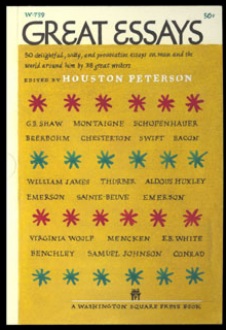 W-719 50¢
GREAT ESSAYS
50 delightful, witty, and provocative essays on man and the
world around him by 38 great writers
EDITED BY HOUSTON PETERSON
G.B. SHAW MONTAIGNE SCHOPENHAUER
BEERBOHM CHESTERTON SWIFT BACON
WILLIAM JAMES THURBER ALDOUS HUXLEY
EMERSON SAINTE-BEUVE EMERSON
VIRGINIA WOOLF MENCKEN E.B. WHITE
BENCHLEY SAMUEL JOHNSON CONRAD
A WASHINGTON SQUARE PRESS BOOK